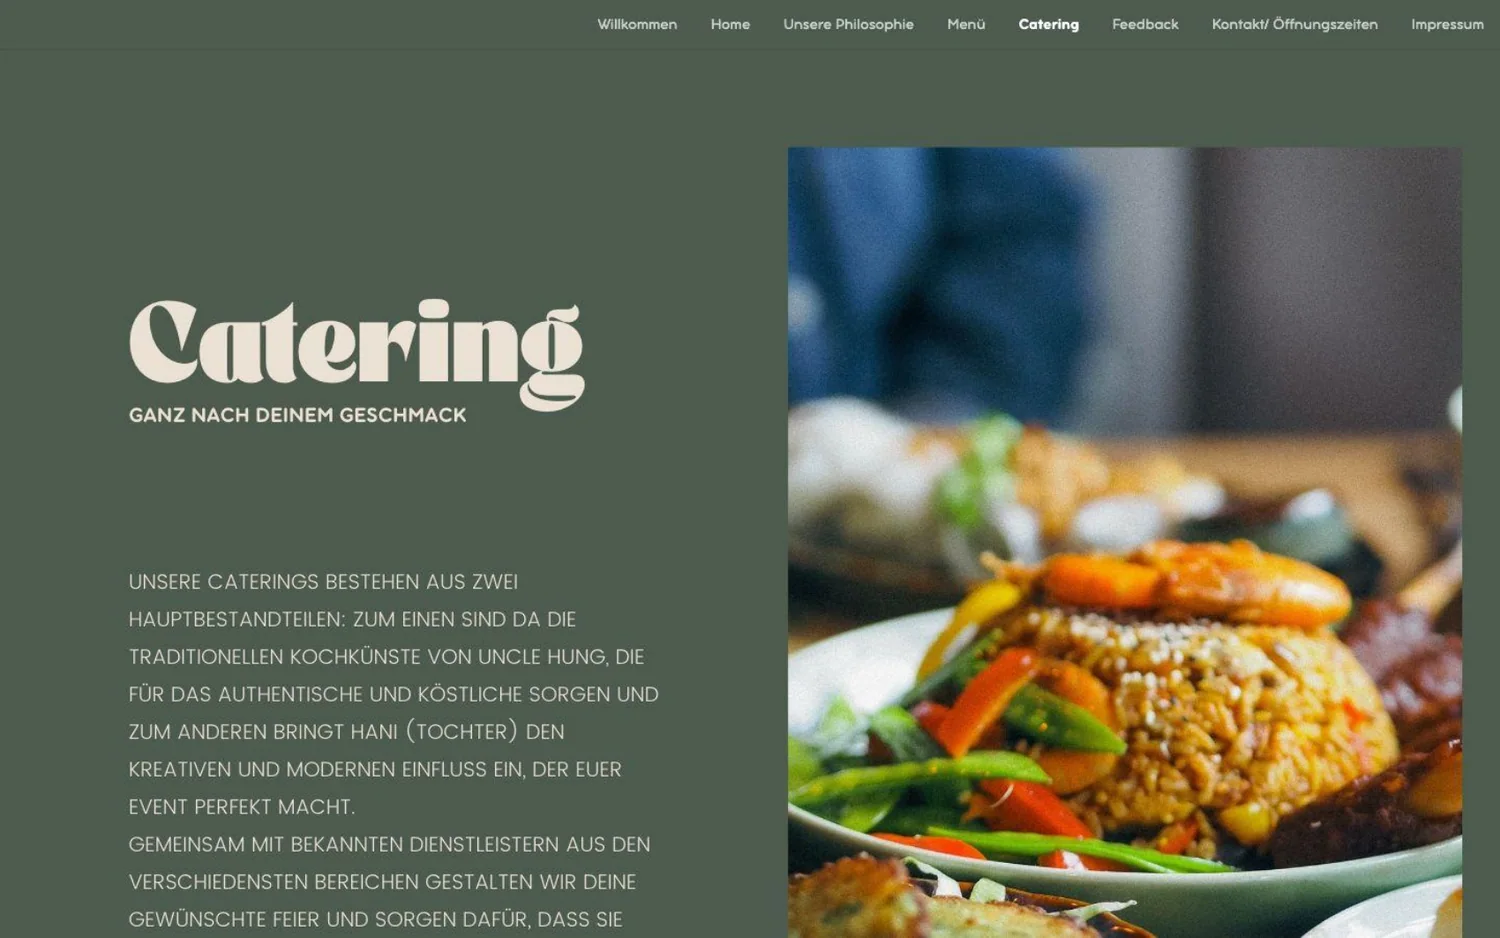 Willkommen Home Unsere Philosophie Menü Catering Feedback Kontakt/ Öffnungszeiten Impressum
Catering
GANZ NACH DEINEM GESCHMACK
UNSERE CATERINGS BESTEHEN AUS ZWEI
HAUPTBESTANDTEILEN: ZUM EINEN SIND DA DIE
TRADITIONELLEN KOCHKÜNSTE VON UNCLE HUNG, DIE
FÜR DAS AUTHENTISCHE UND KÖSTLICHE SORGEN UND
ZUM ANDEREN BRINGT HANI (TOCHTER) DEN
KREATIVEN UND MODERNEN EINFLUSS EIN, DER EUER
EVENT PERFEKT MACHT.
GEMEINSAM MIT BEKANNTEN DIENSTLEISTERN AUS DEN
VERSCHIEDENSTEN BEREICHEN GESTALTEN WIR DEINE
GEWÜNSCHTE FEIER UND SORGEN DAFÜR, DASS SIE